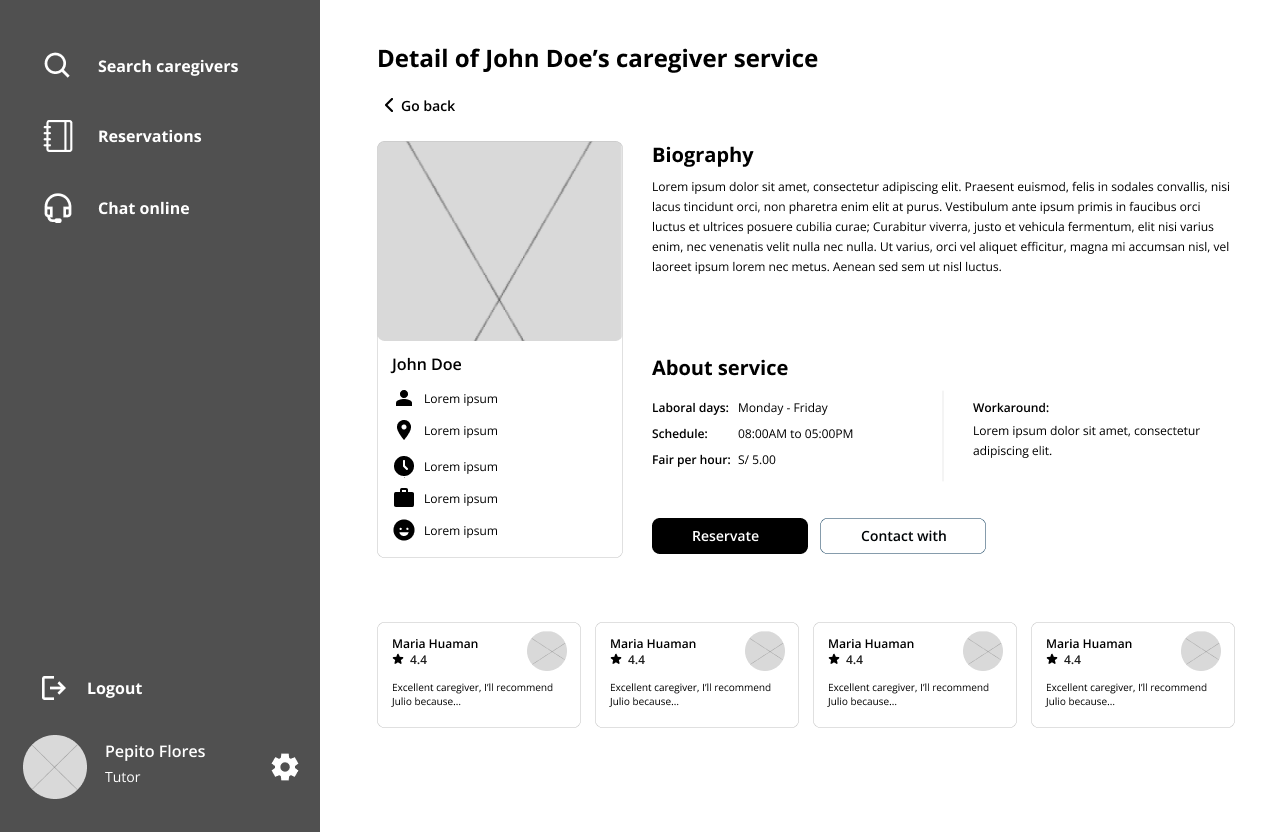 Search caregivers
Reservations
Chat online
Logout
Pepito Flores
Tutor
Detail of John Doe’s caregiver service
Go back
John Doe
Lorem ipsum
Lorem ipsum
Lorem ipsum
Lorem ipsum
Lorem ipsum
Biography
Lorem ipsum dolor sit amet, consectetur adipiscing elit. Praesent euismod, felis in sodales convallis, nisi
lacus tincidunt orci, non pharetra enim elit at purus. Vestibulum ante ipsum primis in faucibus orci
luctus et ultrices posuere cubilia curae; Curabitur viverra, justo et vehicula fermentum, elit nisi varius
enim, nec venenatis velit nulla nec nulla. Ut varius, orci vel aliquet efficitur, magna mi accumsan nisl, vel
laoreet ipsum lorem nec metus. Aenean sed sem ut nisl luctus.
About service
Laboral days: Monday - Friday
Schedule: 08:00AM to 05:00PM
Fair per hour: S/ 5.00
Workaround:
Lorem ipsum dolor sit amet, consectetur
adipiscing elit.
Reservate
Contact with
Maria Huaman
4.4
Excellent caregiver, I’ll recommend
Julio because...
Maria Huaman
4.4
Excellent caregiver, I’ll recommend
Julio because...
Maria Huaman
4.4
Excellent caregiver, I’ll recommend
Julio because...
Maria Huaman
4.4
Excellent caregiver, I’ll recommend
Julio because...